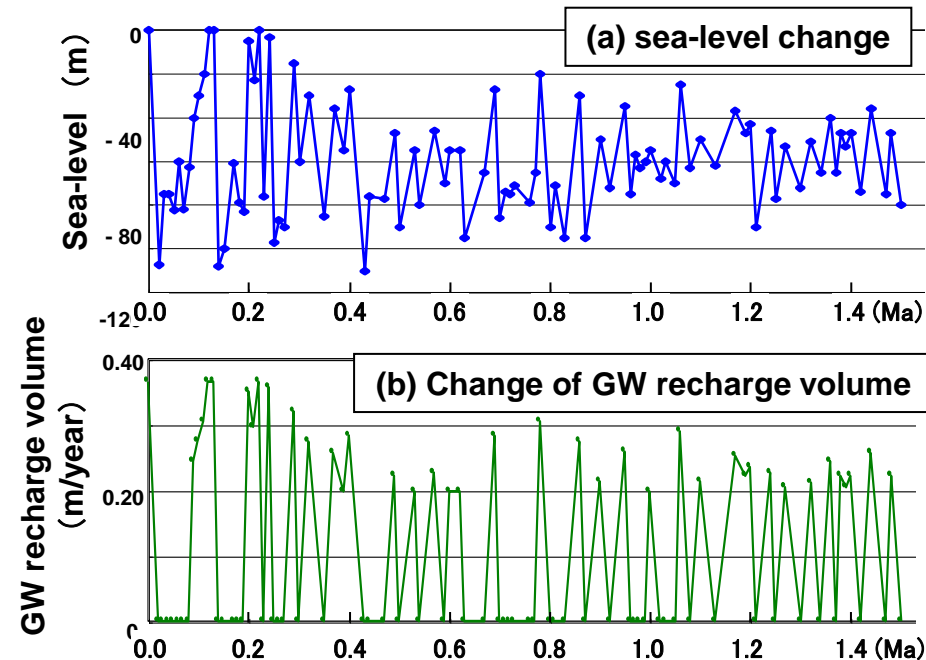 (a) sea-level change
Sea-level (m)
0
- 40
- 80
0.0 0.2 0.4 0.6 0.8 1.0 1.2 1.4 (Ma)
(b) Change of GW recharge volume
GW recharge volume
(m/year)
0.40
0.20
0.0 0.2 0.4 0.6 0.8 1.0 1.2 1.4 (Ma)